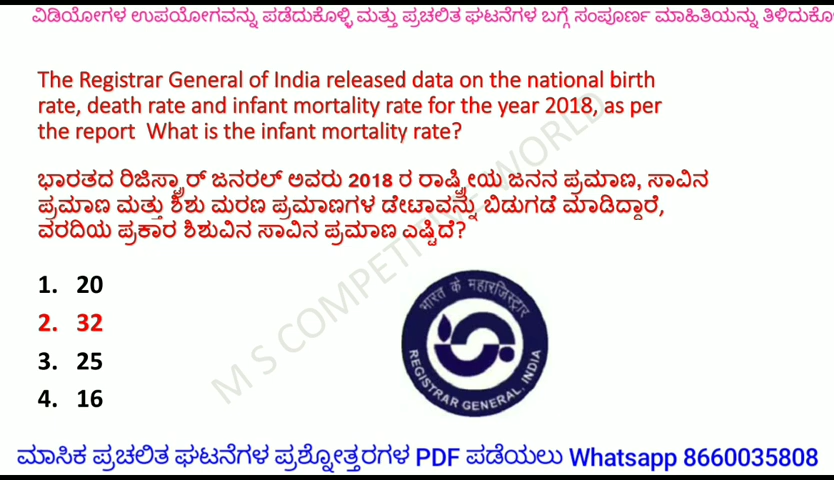 ವಿಡಿಯೋಗಳ ಉಪಯೋಗವನ್ನು ಪಡೆದುಕೊಳ್ಳಿ ಮತ್ತು ಪ್ರಚಲಿತ ಘಟನೆಗಳ ಬಗ್ಗೆ ಸಂಪೂರ್ಣ ಮಾಹಿತಿಯನ್ನು
The Registrar General of India released data on the national birth
rate, death rate and infant mortality rate for the year 2018, as per
the report What is the infant mortality rate?
ಭಾರತದ ರಿಜಿಸ್ಟ್ರಾರ್ ಜನರಲ್ ಅವರು 2018 ರ ರಾಷ್ಟ್ರೀಯ ಜನನ ಪ್ರಮಾಣ, ಸಾವಿನ
ಪ್ರಮಾಣ ಮತ್ತು ಶಿಶು ಮರಣ ಪ್ರಮಾಣಗಳ ಡೇಟಾವನ್ನು ಬಿಡುಗಡೆ ಮಾಡಿದ್ದಾರೆ,
ವರದಿಯ ಪ್ರಕಾರ ಶಿಶುವಿನ ಸಾವಿನ ಪ್ರಮಾಣ ಎಷ್ಟಿದೆ?
1. 20
2. 32
3. 25
4. 16
M S COMPETITIVE WORLD
भारत के महारजिस्ट्रार
REGISTRAR GENERAL, INDIA
ಮಾಸಿಕ ಪ್ರಚಲಿತ ಘಟನೆಗಳ ಪ್ರಶ್ನೋತ್ತರಗಳ PDF ಪಡೆಯಲು Whatsapp 8660035808